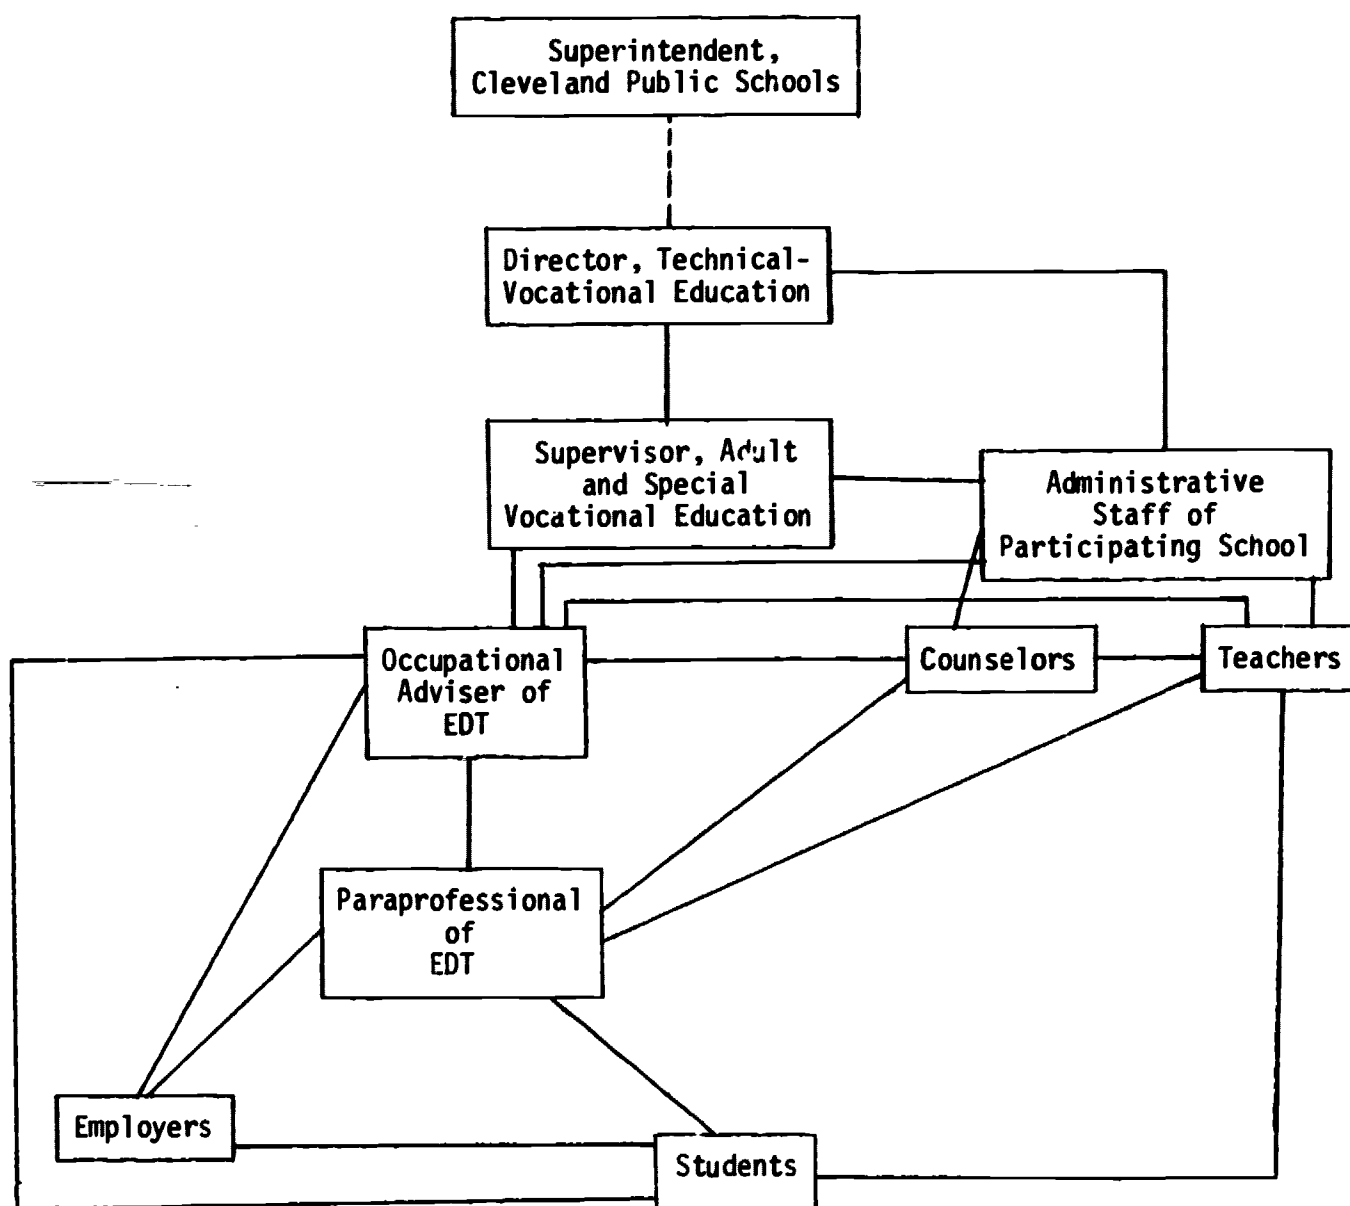 Superintendent,
Cleveland Public Schools
Director, Technical-
Vocational Education
Supervisor, Adult
and Special
Vocational Education
Administrative
Staff of
Participating School
Occupational
Adviser of
EDT
Counselors
Teachers
Paraprofessional
of
EDT
Employers
Students